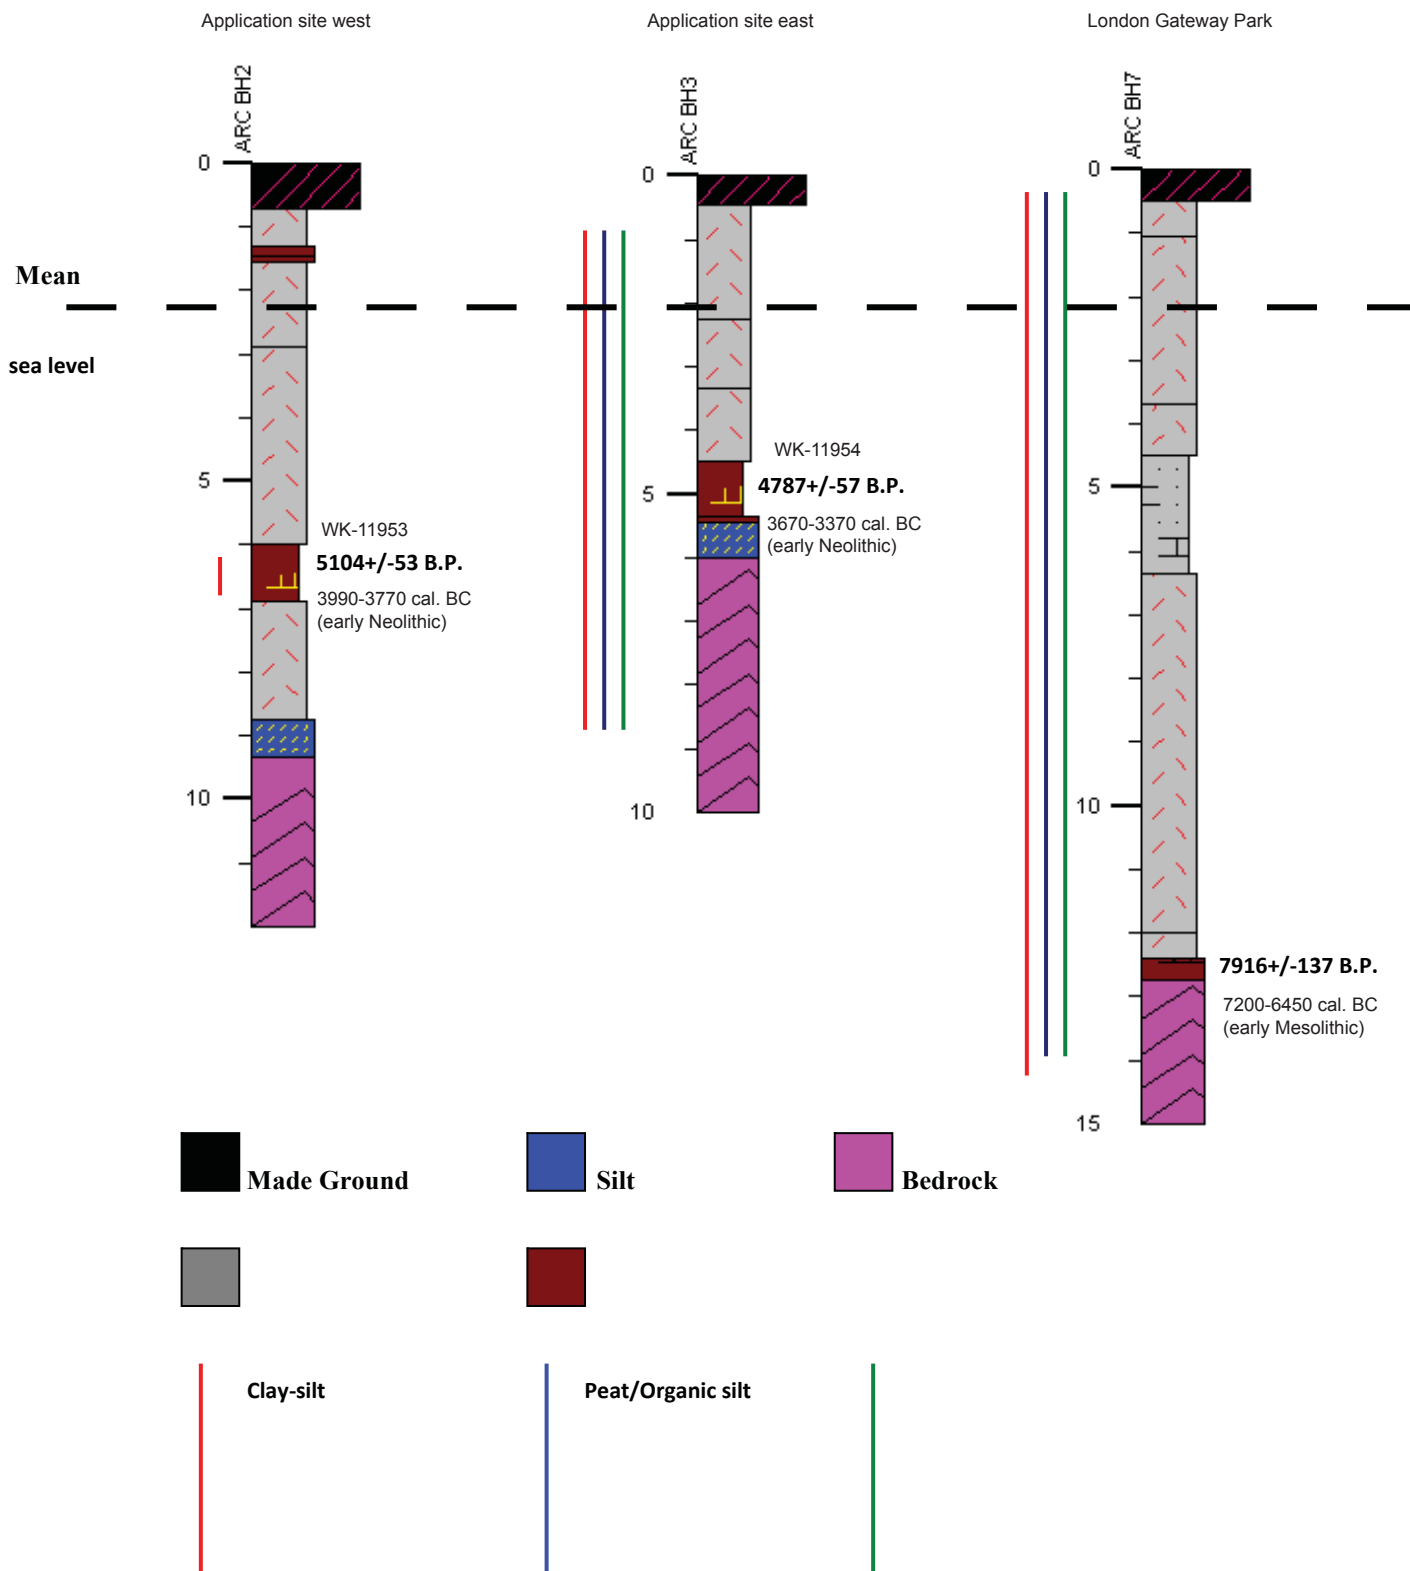 Application site west
Application site east
London Gateway Park
ARC BH2
ARC BH3
ARC BH7
0
0
0
Mean
sea level
WK-11954
4787+/-57 B.P.
5
5
5
3670-3370 cal. BC
(early Neolithic)
WK-11953
5104+/-53 B.P.
3990-3770 cal. BC
(early Neolithic)
10
10
10
7916+/-137 B.P.
7200-6450 cal. BC
(early Mesolithic)
15
Made Ground
Silt
Bedrock
Clay-silt
Peat/Organic silt